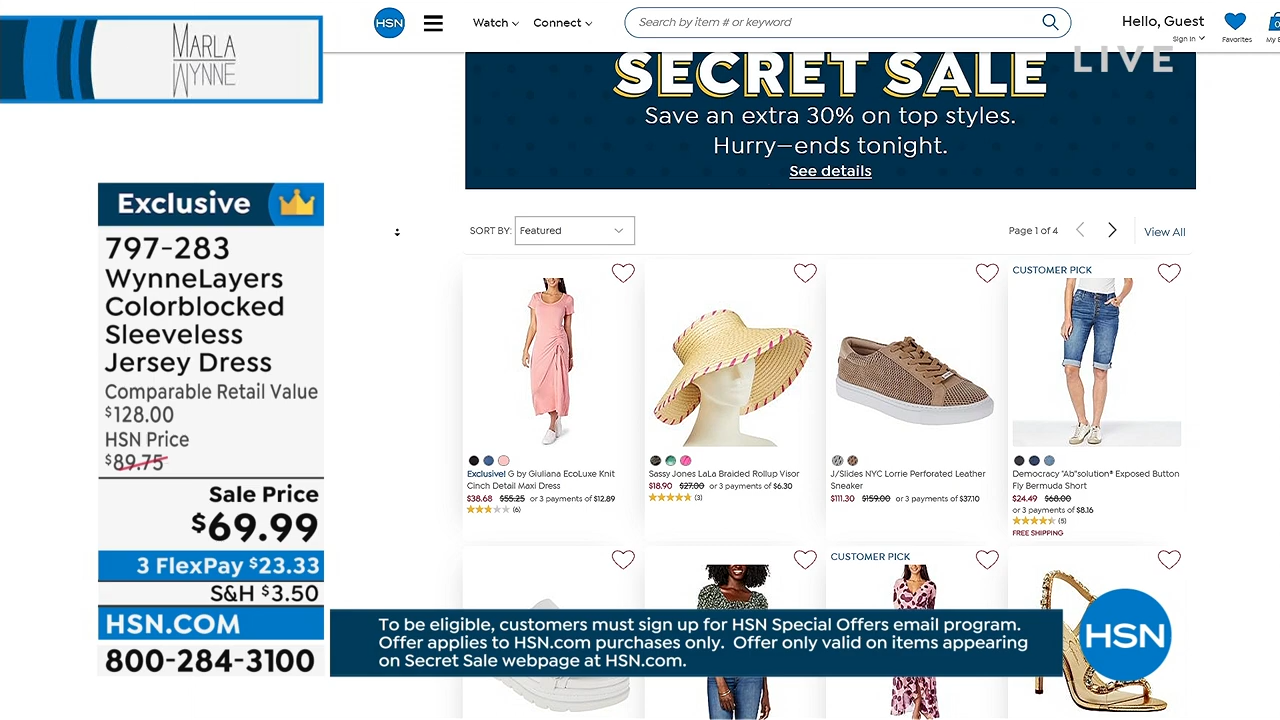 MARLA
WYNNE
HSN
Watch
Connect
Search by item # or keyword
Hello, Guest
Sign In
Favorites
0
LIVE
SECRET SALE
Save an extra 30% on top styles.
Hurry—ends tonight.
See details
Exclusive
797-283
WynneLayers
Colorblocked
Sleeveless
Jersey Dress
Comparable Retail Value
$128.00
HSN Price
$89.75
Sale Price
$69.99
3 FlexPay $23.33
S&H $3.50
HSN.COM
800-284-3100
SORT BY: Featured
Page 1 of 4
View All
Exclusive! G by Giuliana EcoLuxe Knit
Cinch Detail Maxi Dress
$38.68 $55.25 or 3 payments of $12.89
(6)
Sassy Jones LaLa Braided Rollup Visor
$18.90 $27.00 or 3 payments of $6.30
(3)
J/Slides NYC Lorrie Perforated Leather
Sneaker
$111.30 $159.00 or 3 payments of $37.10
CUSTOMER PICK
Democracy "Ab"solution® Exposed Button
Fly Bermuda Short
$24.49 $68.00
or 3 payments of $8.16
(5)
FREE SHIPPING
CUSTOMER PICK
To be eligible, customers must sign up for HSN Special Offers email program.
Offer applies to HSN.com purchases only. Offer only valid on items appearing
on Secret Sale webpage at HSN.com.
HSN